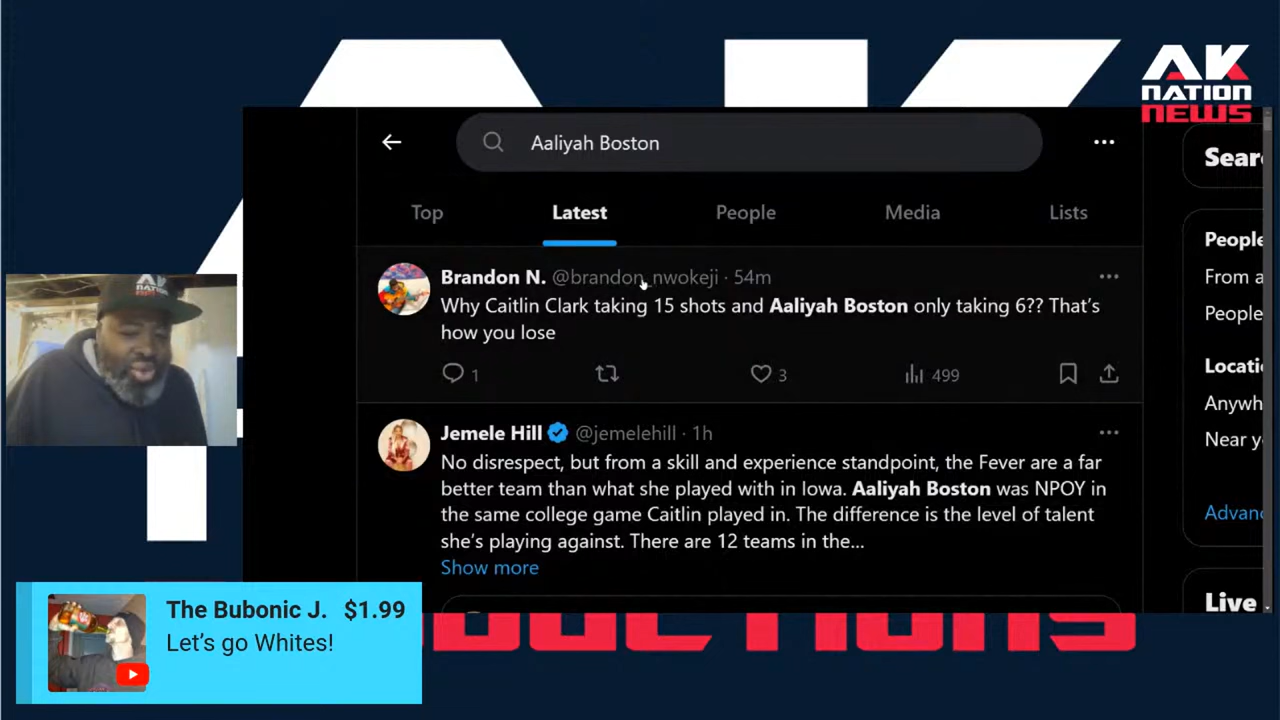 AK
NATION
NEWS
Aaliyah Boston
Top
Latest
People
Media
Lists
Brandon N. @brandon_nwokeji · 54m
Why Caitlin Clark taking 15 shots and Aaliyah Boston only taking 6?? That's
how you lose
1
3
499
Jemele Hill @jemelehill · 1h
No disrespect, but from a skill and experience standpoint, the Fever are a far
better team than what she played with in Iowa. Aaliyah Boston was NPOY in
the same college game Caitlin played in. The difference is the level of talent
she's playing against. There are 12 teams in the...
Show more
Sear
People
From a
People
Locati
Anywh
Near y
Advanc
Live
The Bubonic J. $1.99
Let's go Whites!